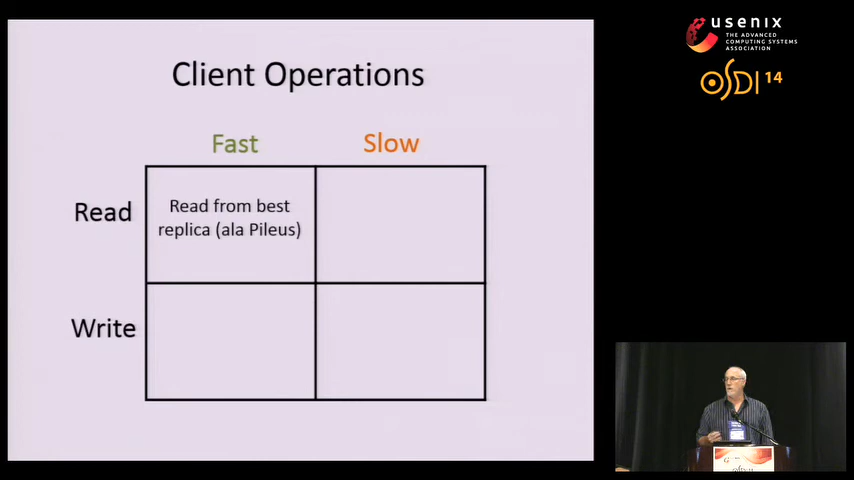 Client Operations
Fast
Slow
Read
Read from best
replica (ala Pileus)
Write
usenix
THE ADVANCED
COMPUTING SYSTEMS
ASSOCIATION
OSDI 14